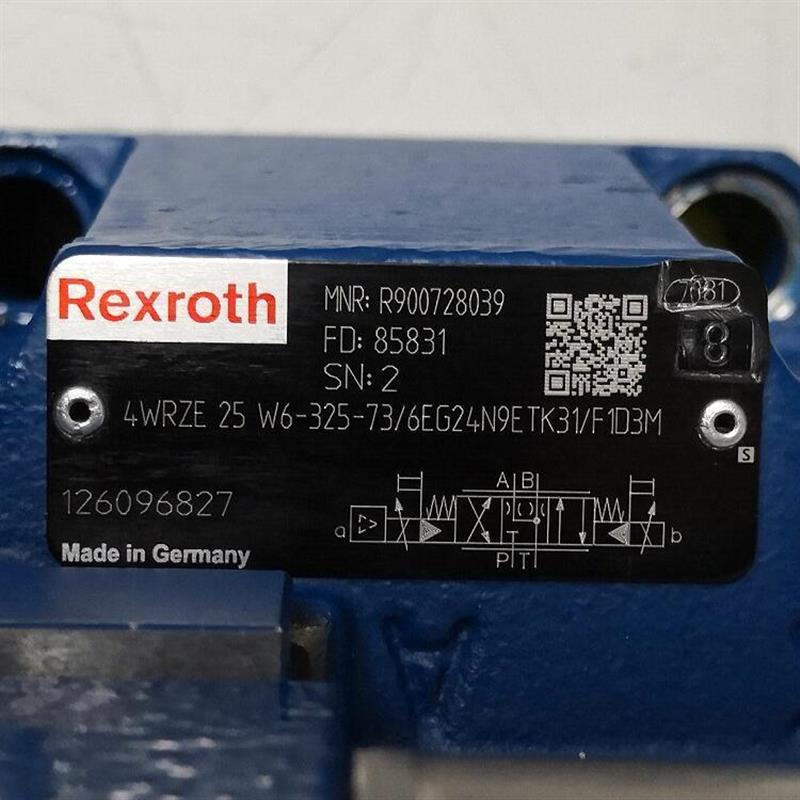 Rexroth
MNR: R900728039
FD: 85831
SN: 2
7081
8
4WRZE 25 W6-325-73/6EG24N9ETK31/F1D3M
S
126096827
A B
a
b
P T
Made in Germany